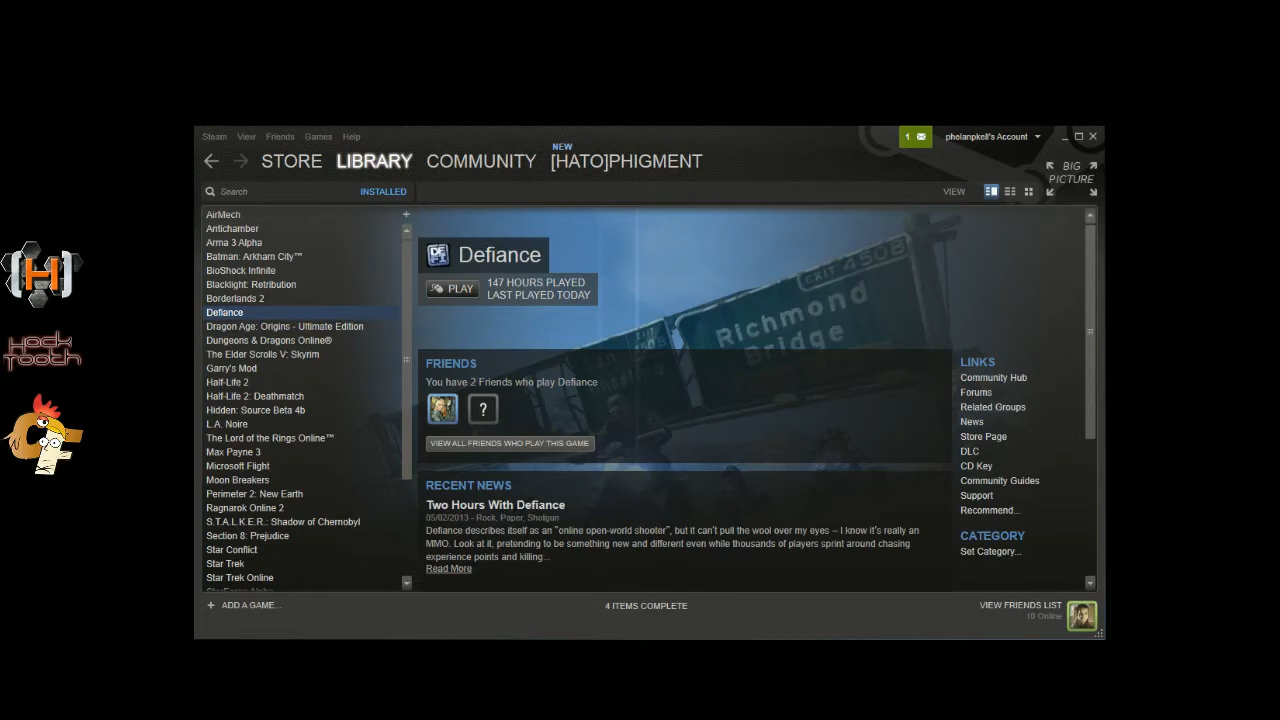 Steam View Friends Games Help
1
phelanpkell's Account
NEW
STORE LIBRARY COMMUNITY [HATO]PHIGMENT
BIG
PICTURE
Search
INSTALLED
VIEW
AirMech
Antichamber
Arma 3 Alpha
Batman: Arkham City™
BioShock Infinite
Blacklight: Retribution
Borderlands 2
Defiance
Dragon Age: Origins - Ultimate Edition
Dungeons & Dragons Online®
The Elder Scrolls V: Skyrim
Garry's Mod
Half-Life 2
Half-Life 2: Deathmatch
Hidden: Source Beta 4b
L.A. Noire
The Lord of the Rings Online™
Max Payne 3
Microsoft Flight
Moon Breakers
Perimeter 2: New Earth
Ragnarok Online 2
S.T.A.L.K.E.R.: Shadow of Chernobyl
Section 8: Prejudice
Star Conflict
Star Trek
Star Trek Online
DEFI
Defiance
PLAY
147 HOURS PLAYED
LAST PLAYED TODAY
EXIT 4508
Richmond
Bridge
FRIENDS
You have 2 Friends who play Defiance
?
VIEW ALL FRIENDS WHO PLAY THIS GAME
RECENT NEWS
Two Hours With Defiance
05/02/2013 - Rock, Paper, Shotgun
Defiance describes itself as an "online open-world shooter", but it can't pull the wool over my eyes – I know it's really an
MMO. Look at it, pretending to be something new and different even while thousands of players sprint around chasing
experience points and killing...
Read More
LINKS
Community Hub
Forums
Related Groups
News
Store Page
DLC
CD Key
Community Guides
Support
Recommend...
CATEGORY
Set Category...
+ ADD A GAME...
4 ITEMS COMPLETE
VIEW FRIENDS LIST
10 Online
[H]
Hock
Tooth
CF